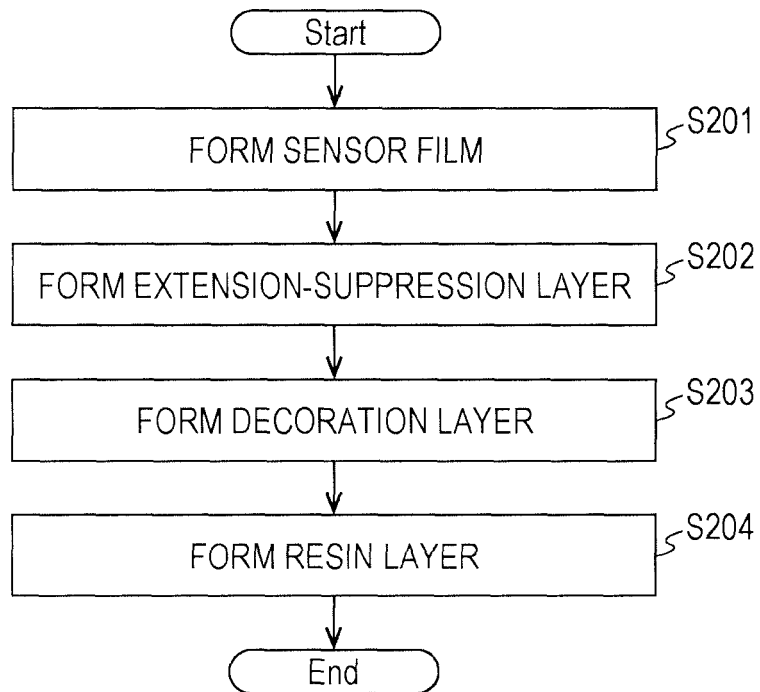 Start
S201
FORM SENSOR FILM
S202
FORM EXTENSION-SUPPRESSION LAYER
S203
FORM DECORATION LAYER
S204
FORM RESIN LAYER
End